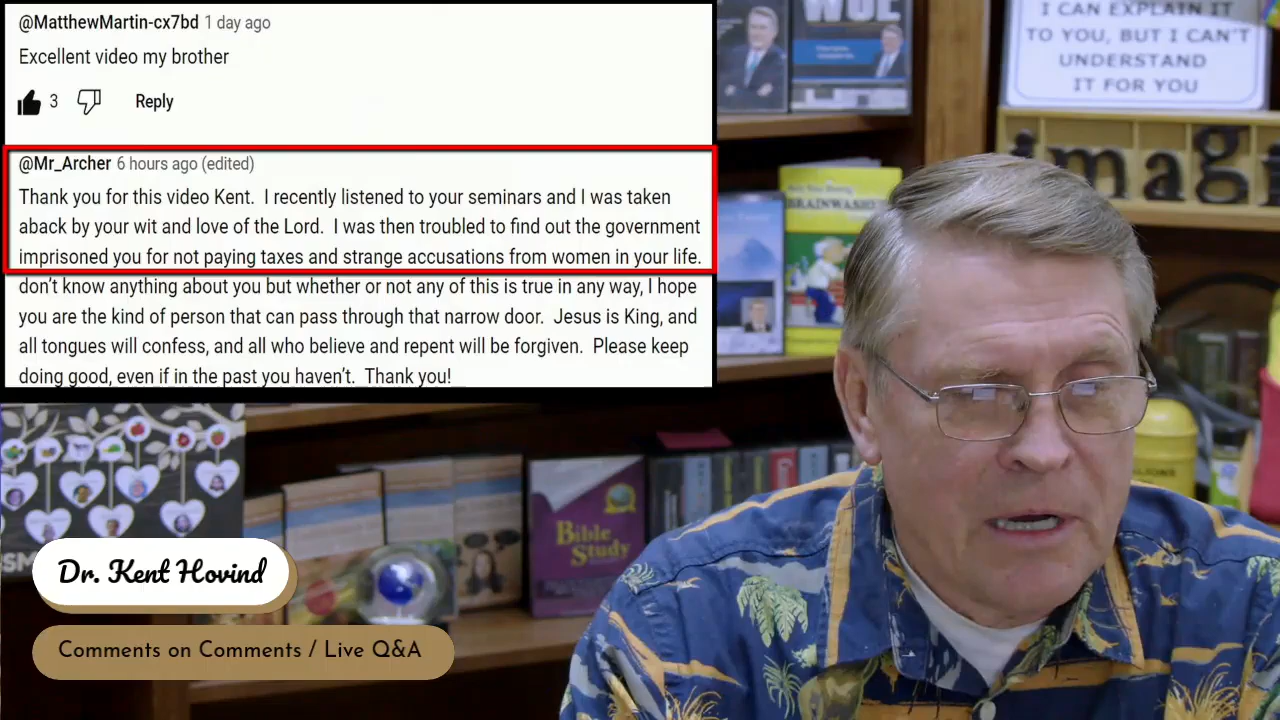 @MatthewMartin-cx7bd 1 day ago
Excellent video my brother
3
Reply
@Mr_Archer 6 hours ago (edited)
Thank you for this video Kent. I recently listened to your seminars and I was taken
aback by your wit and love of the Lord. I was then troubled to find out the government
imprisoned you for not paying taxes and strange accusations from women in your life.
don't know anything about you but whether or not any of this is true in any way, I hope
you are the kind of person that can pass through that narrow door. Jesus is King, and
all tongues will confess, and all who believe and repent will be forgiven. Please keep
doing good, even if in the past you haven't. Thank you!
I CAN EXPLAIN IT
TO YOU, BUT I CAN'T
UNDERSTAND
IT FOR YOU
imagi
BRAINWASH
Bible
Study
Dr. Kent Hovind
Comments on Comments / Live Q&A